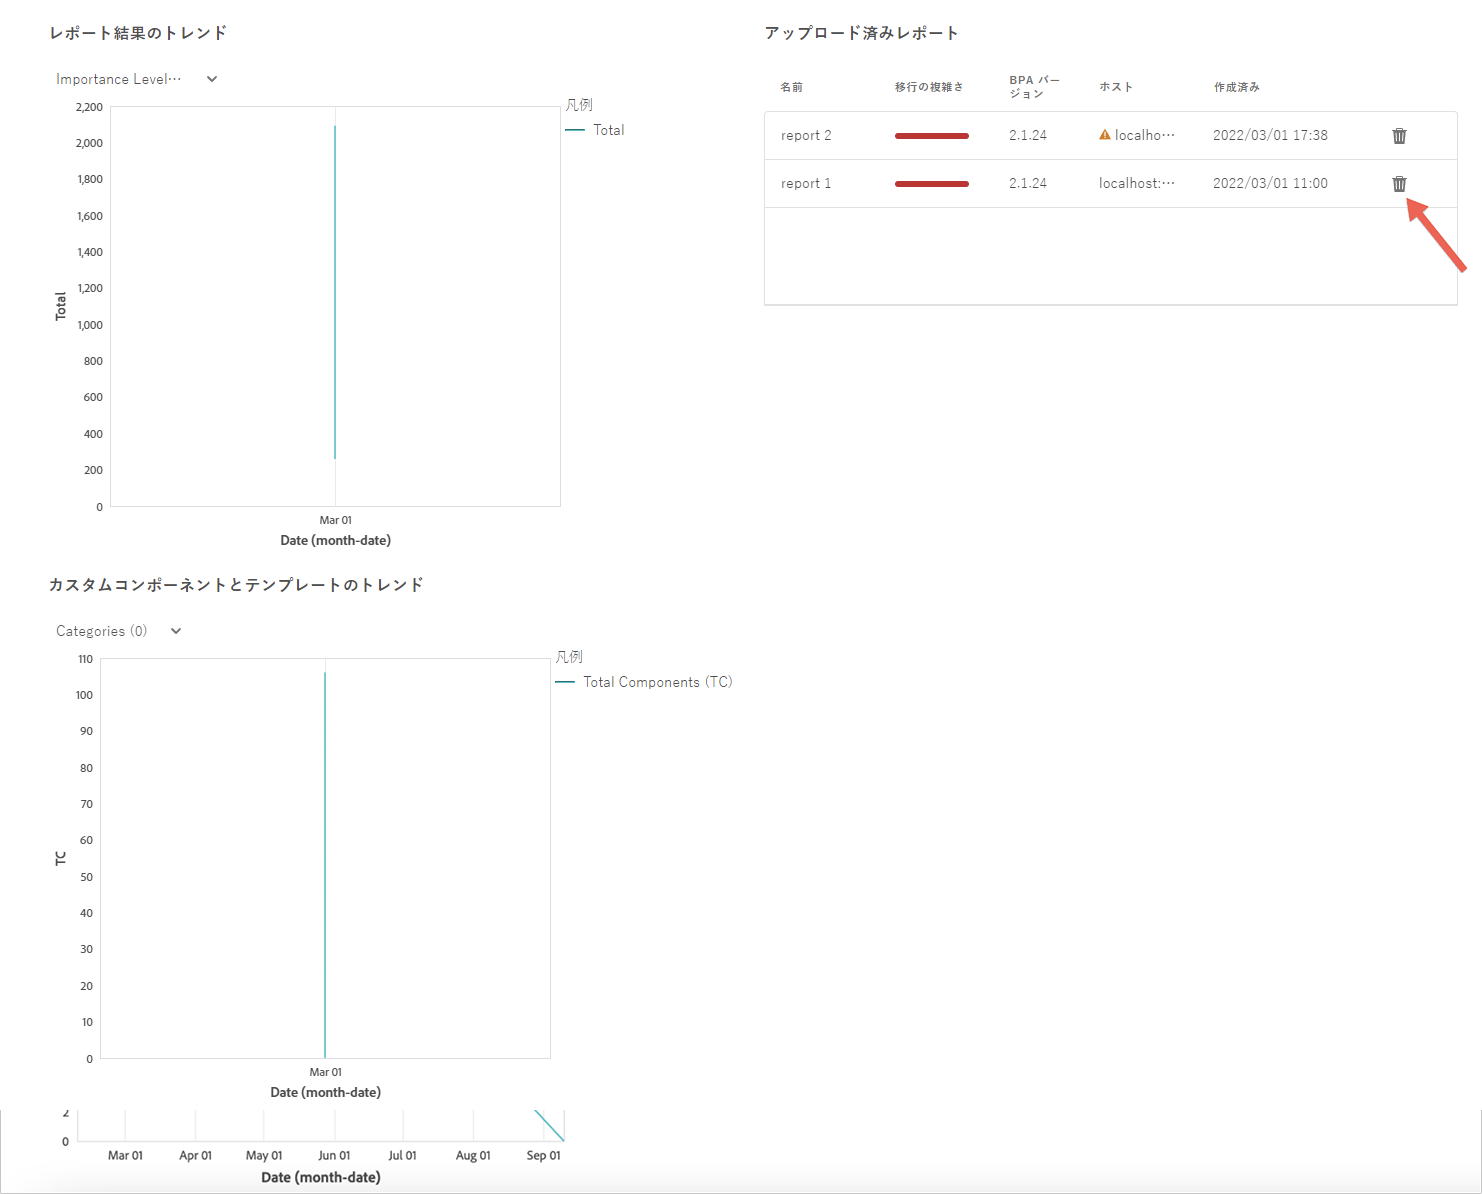 レポート結果のトレンド
Importance Level…
凡例
Total
2,200
2,000
1,800
1,600
1,400
1,200
1,000
800
600
400
200
0
Total
Mar 01
Date (month-date)
アップロード済みレポート
名前 移行の複雑さ BPA バージョン ホスト 作成済み
report 2 2.1.24 localho… 2022/03/01 17:38
report 1 2.1.24 localhost:… 2022/03/01 11:00
カスタムコンポーネントとテンプレートのトレンド
Categories (0)
凡例
Total Components (TC)
110
100
90
80
70
60
50
40
30
20
10
0
TC
Mar 01
Date (month-date)
2
0
Mar 01 Apr 01 May 01 Jun 01 Jul 01 Aug 01 Sep 01
Date (month-date)